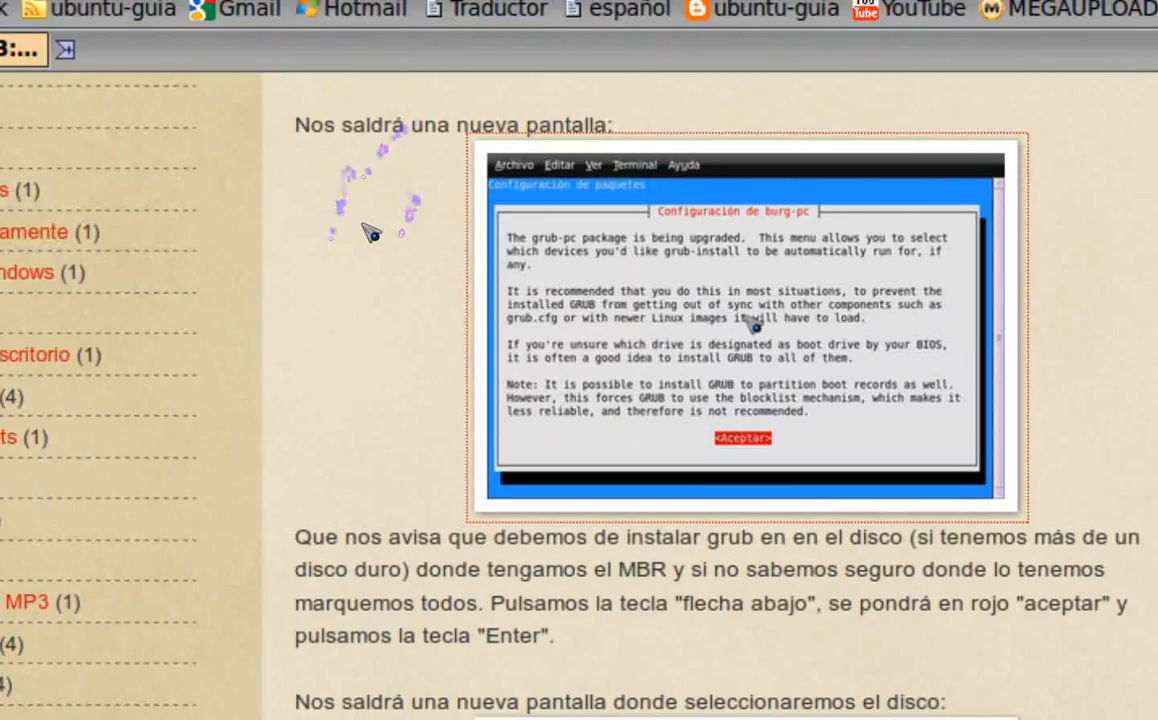 k ubuntu-guia Gmail Hotmail Traductor español ubuntu-guia You Tube YouTube MEGAUPLOAD
3:...
Nos saldrá una nueva pantalla:
s (1)
amente (1)
ndows (1)
scritorio (1)
(4)
ts (1)
)
MP3 (1)
(4)
4)
Archivo Editar Ver Terminal Ayuda
Configuración de paquetes
Configuración de burg-pc
The grub-pc package is being upgraded. This menu allows you to select
which devices you'd like grub-install to be automatically run for, if
any.
It is recommended that you do this in most situations, to prevent the
installed GRUB from getting out of sync with other components such as
grub.cfg or with newer Linux images it will have to load.
If you're unsure which drive is designated as boot drive by your BIOS,
it is often a good idea to install GRUB to all of them.
Note: It is possible to install GRUB to partition boot records as well.
However, this forces GRUB to use the blocklist mechanism, which makes it
less reliable, and therefore is not recommended.
<Aceptar>
Que nos avisa que debemos de instalar grub en en el disco (si tenemos más de un
disco duro) donde tengamos el MBR y si no sabemos seguro donde lo tenemos
marquemos todos. Pulsamos la tecla "flecha abajo", se pondrá en rojo "aceptar" y
pulsamos la tecla "Enter".
Nos saldrá una nueva pantalla donde seleccionaremos el disco: